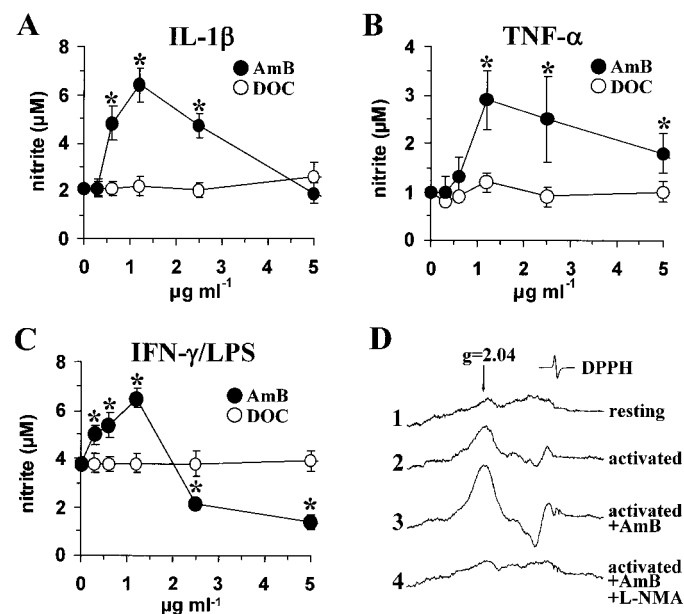 A
IL-1β
nitrite (µM)
8
6
4
2
0
0 1 2 3 4 5
µg ml⁻¹
AmB
DOC
* * *
B
TNF-α
nitrite (µM)
4
3
2
1
0
0 1 2 3 4 5
µg ml⁻¹
AmB
DOC
* * *
C
IFN-γ/LPS
nitrite (µM)
8
6
4
2
0
0 1 2 3 4 5
µg ml⁻¹
AmB
DOC
* * * * *
D
g=2.04
DPPH
1 resting
2 activated
3 activated
+AmB
4 activated
+AmB
+L-NMA